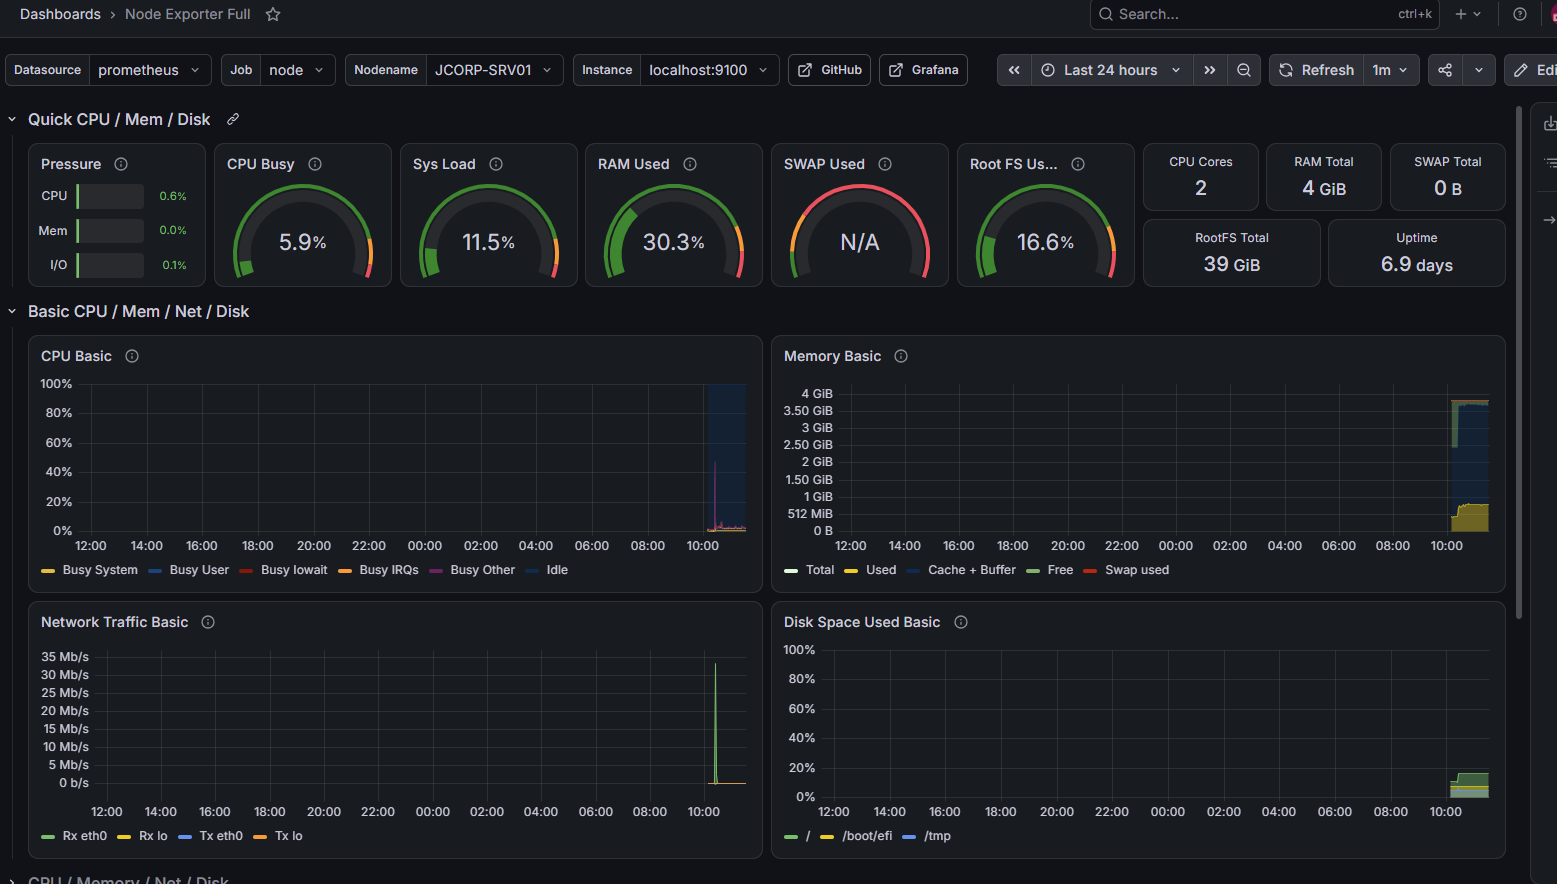 Dashboards › Node Exporter Full
Search... ctrl+k
Datasource prometheus Job node Nodename JCORP-SRV01 Instance localhost:9100 GitHub Grafana Last 24 hours Refresh 1m Edi
Quick CPU / Mem / Disk
Pressure
CPU 0.6%
Mem 0.0%
I/O 0.1%
CPU Busy
5.9%
Sys Load
11.5%
RAM Used
30.3%
SWAP Used
N/A
Root FS Us...
16.6%
CPU Cores
2
RAM Total
4 GiB
SWAP Total
0 B
RootFS Total
39 GiB
Uptime
6.9 days
Basic CPU / Mem / Net / Disk
CPU Basic
100%
80%
60%
40%
20%
0%
12:00 14:00 16:00 18:00 20:00 22:00 00:00 02:00 04:00 06:00 08:00 10:00
Busy System Busy User Busy Iowait Busy IRQs Busy Other Idle
Memory Basic
4 GiB
3.50 GiB
3 GiB
2.50 GiB
2 GiB
1.50 GiB
1 GiB
512 MiB
0 B
12:00 14:00 16:00 18:00 20:00 22:00 00:00 02:00 04:00 06:00 08:00 10:00
Total Used Cache + Buffer Free Swap used
Network Traffic Basic
35 Mb/s
30 Mb/s
25 Mb/s
20 Mb/s
15 Mb/s
10 Mb/s
5 Mb/s
0 b/s
12:00 14:00 16:00 18:00 20:00 22:00 00:00 02:00 04:00 06:00 08:00 10:00
Rx eth0 Rx lo Tx eth0 Tx lo
Disk Space Used Basic
100%
80%
60%
40%
20%
0%
12:00 14:00 16:00 18:00 20:00 22:00 00:00 02:00 04:00 06:00 08:00 10:00
/ /boot/efi /tmp
CPU / Memory / Net / Disk